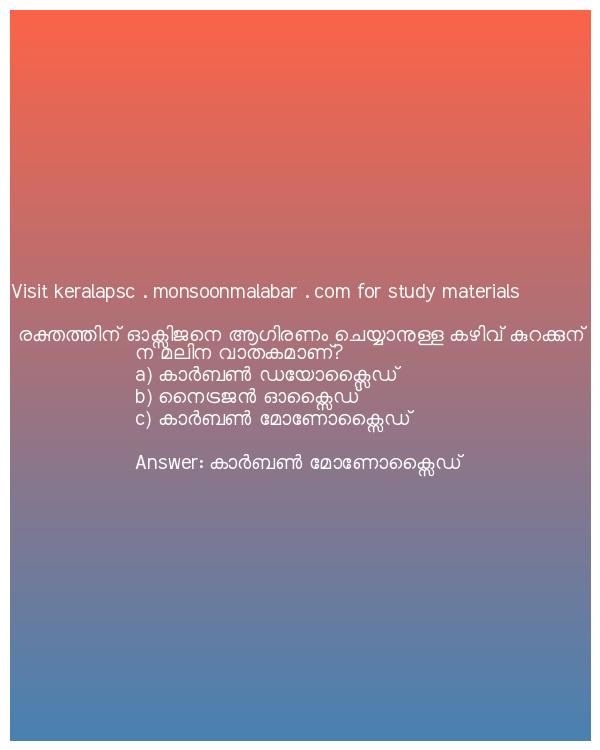 Visit keralapsc . monsoonmalabar . com for study materials
രക്തത്തിന് ഓക്സിജനെ ആഗിരണം ചെയ്യാനുള്ള കഴിവ് കുറക്കുന്
ന മലിന വാതകമാണ്?
a) കാർബൺ ഡയോക്സൈഡ്
b) നൈട്രജൻ ഓക്സൈഡ്
c) കാർബൺ മോണോക്സൈഡ്
Answer: കാർബൺ മോണോക്സൈഡ്